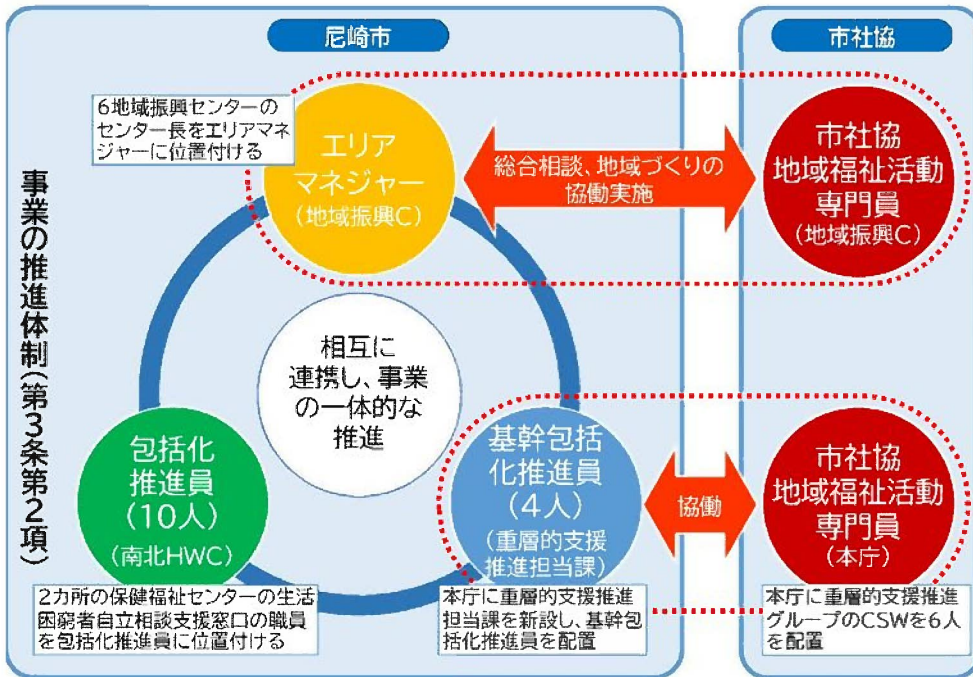 尼崎市
市社協
事業の推進体制(第3条第2項)
6地域振興センターの
センター長をエリアマネ
ジャーに位置付ける
エリア
マネジャー
(地域振興C)
総合相談、地域づくりの
協働実施
市社協
地域福祉活動
専門員
(地域振興C)
相互に
連携し、事業
の一体的な
推進
包括化
推進員
(10人)
(南北HWC)
基幹包括
化推進員
(4人)
(重層的支援
推進担当課)
協働
市社協
地域福祉活動
専門員
(本庁)
2カ所の保健福祉センターの生活
困窮者自立相談支援窓口の職員
を包括化推進員に位置付ける
本庁に重層的支援推進
担当課を新設し、基幹包
括化推進員を配置
本庁に重層的支援推進
グループのCSWを6人
を配置